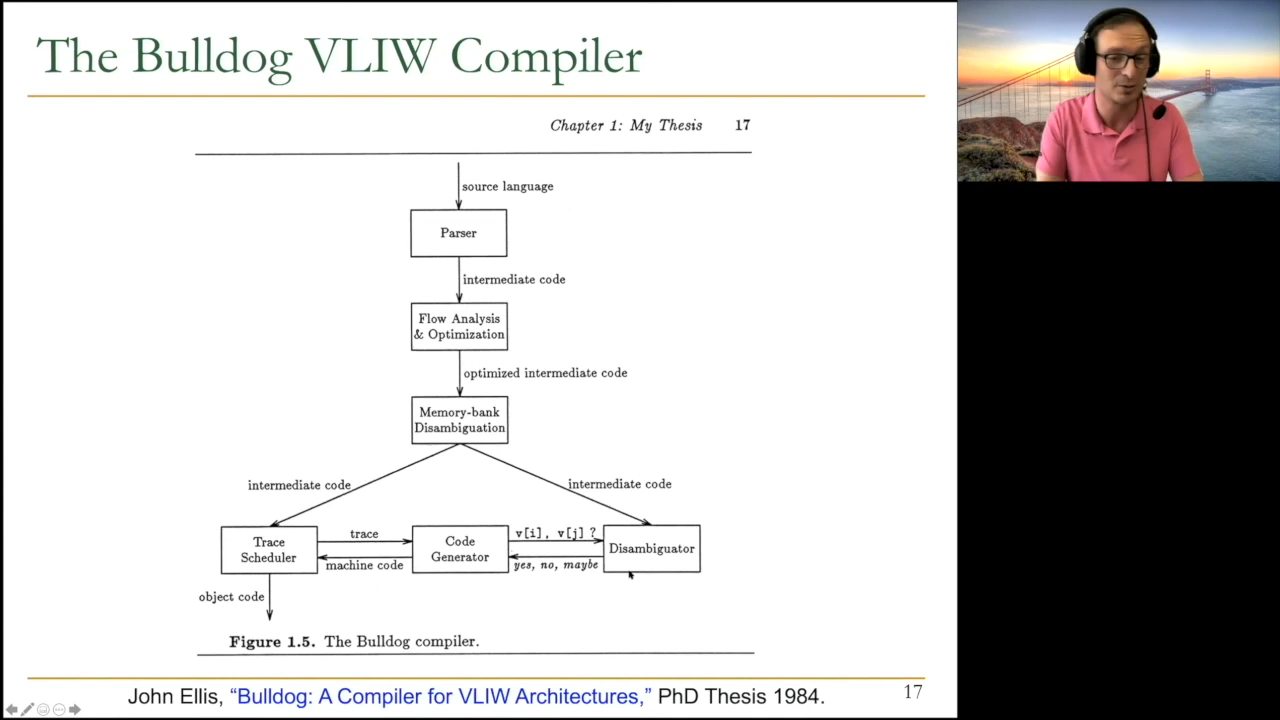 The Bulldog VLIW Compiler
Chapter 1: My Thesis 17
source language
Parser
intermediate code
Flow Analysis
& Optimization
optimized intermediate code
Memory-bank
Disambiguation
intermediate code
intermediate code
Trace
Scheduler
trace
machine code
Code
Generator
v[i], v[j] ?
yes, no, maybe
Disambiguator
object code
Figure 1.5. The Bulldog compiler.
John Ellis, “Bulldog: A Compiler for VLIW Architectures,” PhD Thesis 1984.
17